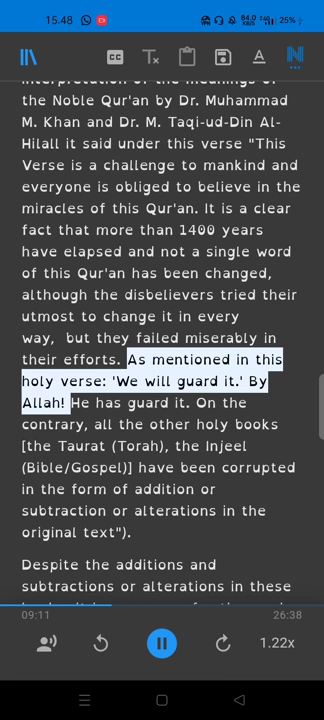 15.48
84.0 KB/s
25%
CC
the Noble Qur'an by Dr. Muhammad
M. Khan and Dr. M. Taqi-ud-Din Al-
Hilall it said under this verse "This
Verse is a challenge to mankind and
everyone is obliged to believe in the
miracles of this Qur'an. It is a clear
fact that more than 1400 years
have elapsed and not a single word
of this Qur'an has been changed,
although the disbelievers tried their
utmost to change it in every
way, but they failed miserably in
their efforts. As mentioned in this
holy verse: 'We will guard it.' By
Allah! He has guard it. On the
contrary, all the other holy books
[the Taurat (Torah), the Injeel
(Bible/Gospel)] have been corrupted
in the form of addition or
subtraction or alterations in the
original text").
Despite the additions and
subtractions or alterations in these
09:11
26:38
1.22x